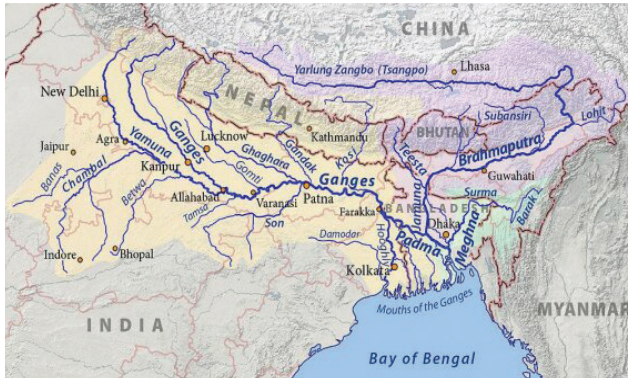 CHINA
Yarlung Zangbo (Tsangpo)
Lhasa
New Delhi
NEPAL
Kathmandu
BHUTAN
Subansiri
Lohit
Jaipur
Agra
Yamuna
Ganges
Lucknow
Ghaghara
Gandak
Kosi
Teesta
Brahmaputra
Guwahati
Banas
Chambal
Kanpur
Gomti
Betwa
Allahabad
Varanasi
Patna
Ganges
Jamuna
Surma
Barak
Tamsa
Son
Farakka
BANGLADESH
Dhaka
Damodar
Hooghly
Padma
Meghna
Indore
Bhopal
Kolkata
Mouths of the Ganges
INDIA
MYANMAR
Bay of Bengal